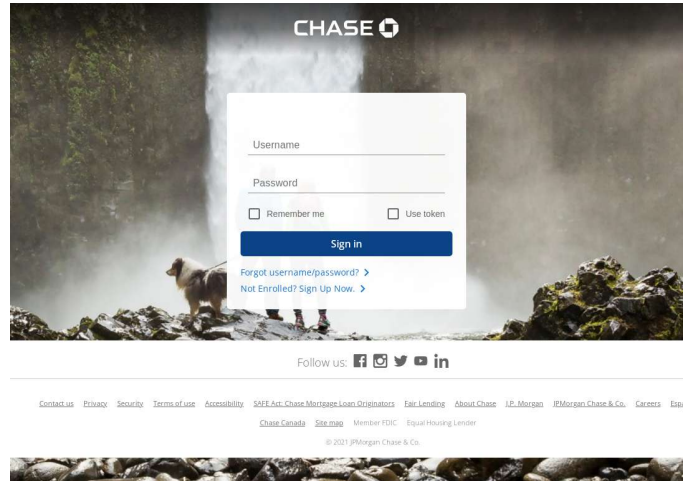 CHASE
Username
Password
Remember me Use token
Sign in
Forgot username/password?
Not Enrolled? Sign Up Now.
Follow us:
Contact us Privacy Security Terms of use Accessibility SAFE Act: Chase Mortgage Loan Originators Fair Lending About Chase J.P. Morgan JPMorgan Chase & Co. Careers
Chase Canada Site map Member FDIC Equal Housing Lender
© 2021 JPMorgan Chase & Co.